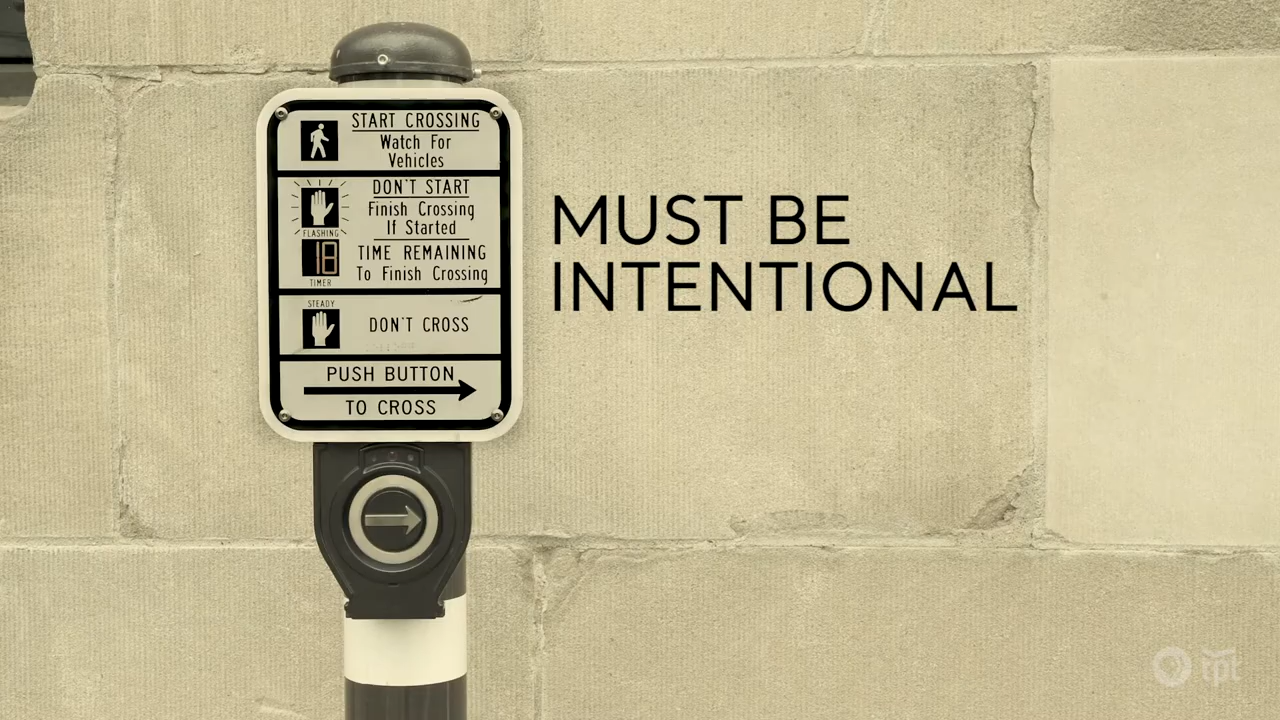 START CROSSING
Watch For
Vehicles
DON'T START
Finish Crossing
If Started
FLASHING
18
TIME REMAINING
To Finish Crossing
TIMER
STEADY
DON'T CROSS
PUSH BUTTON
TO CROSS
MUST BE
INTENTIONAL
tpt